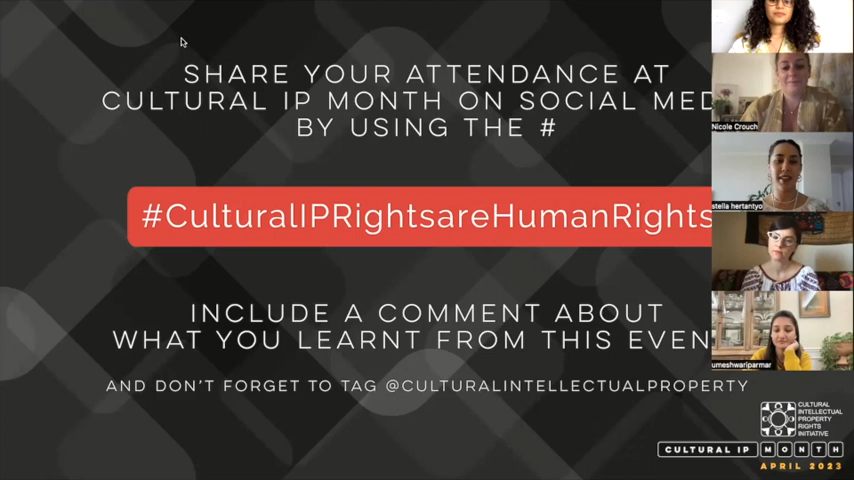 SHARE YOUR ATTENDANCE AT
CULTURAL IP MONTH ON SOCIAL MED
BY USING THE #
#CulturalIPRightsareHumanRights
INCLUDE A COMMENT ABOUT
WHAT YOU LEARNT FROM THIS EVEN
AND DON'T FORGET TO TAG @CULTURALINTELLECTUALPROPERTY
Nicole Crouch
stella hertantyo
umeshwariparmar
CULTURAL
INTELLECTUAL
PROPERTY
RIGHTS
INITIATIVE
CULTURAL IP MONTH
APRIL 2023